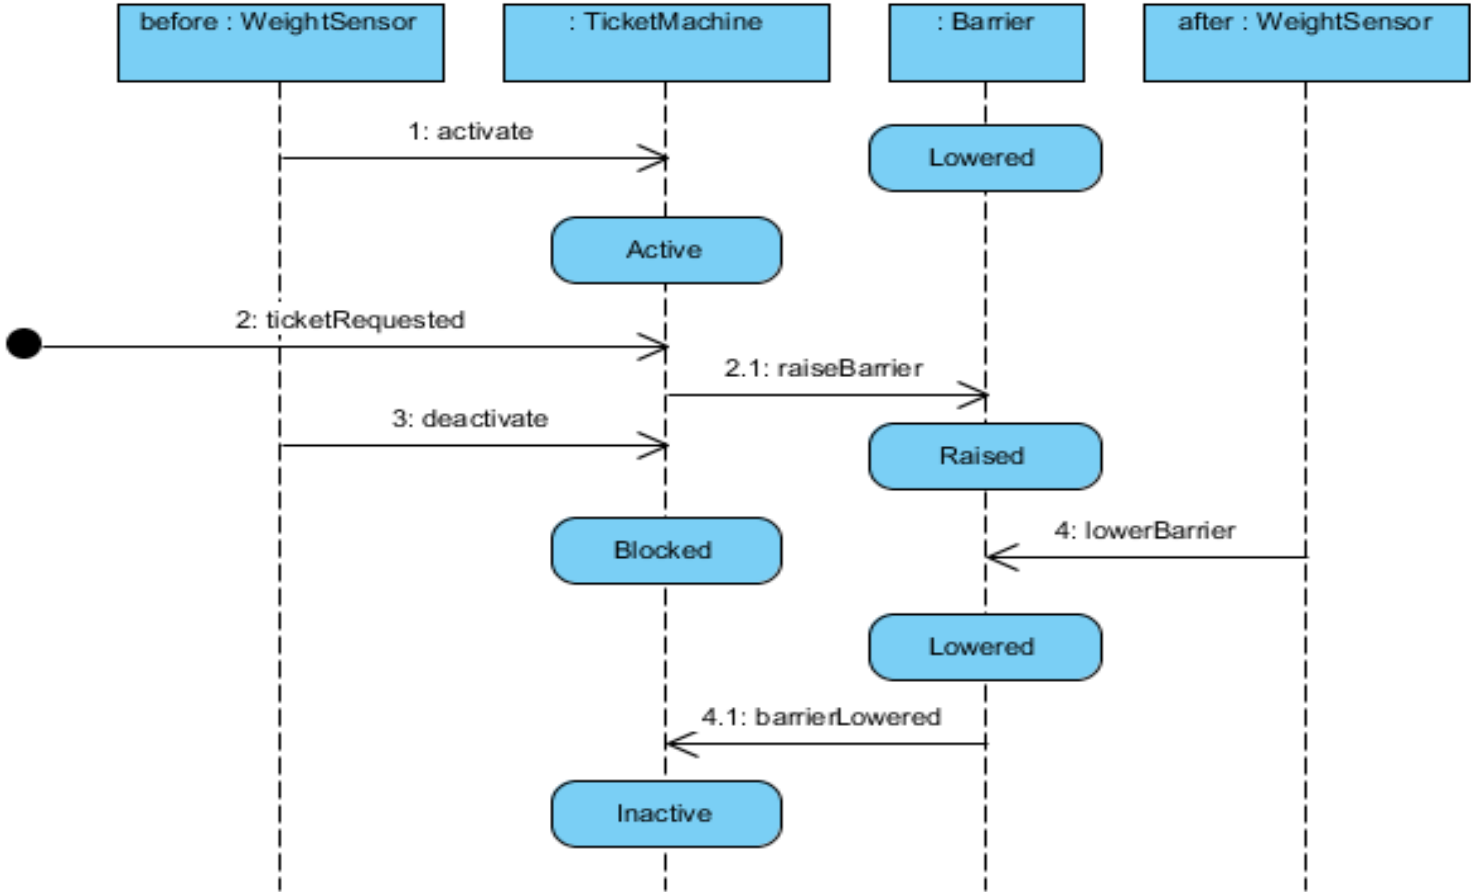 before : WeightSensor
: TicketMachine
: Barrier
after : WeightSensor
1: activate
Lowered
Active
2: ticketRequested
2.1: raiseBarrier
3: deactivate
Raised
4: lowerBarrier
Blocked
Lowered
4.1: barrierLowered
Inactive